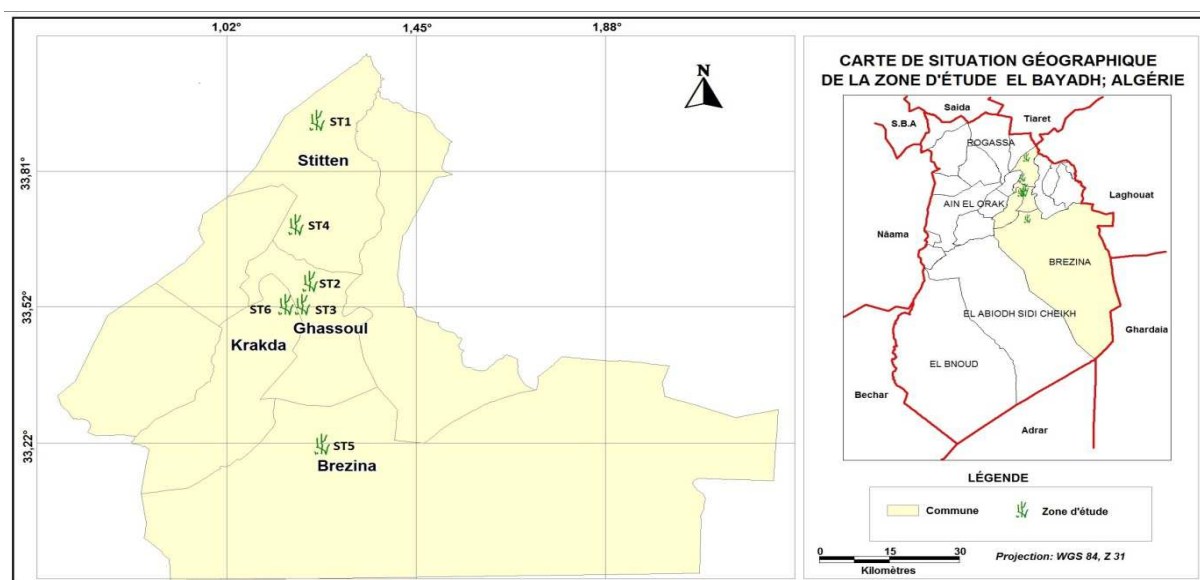 1,02°
1,45°
1,88°
33,81°
33,52°
33,22°
N
ST1
Stitten
ST4
ST2
ST6
ST3
Ghassoul
Krakda
ST5
Brezina
CARTE DE SITUATION GÉOGRAPHIQUE
DE LA ZONE D'ÉTUDE EL BAYADH; ALGÉRIE
Saida
S.B.A
Tiaret
ROGASSA
Laghouat
AIN EL ORAK
Nâama
BREZINA
EL ABIODH SIDI CHEIKH
Ghardaia
EL BNOUD
Bechar
Adrar
LÉGENDE
Commune
Zone d'étude
0 15 30
Kilomètres
Projection: WGS 84, Z 31